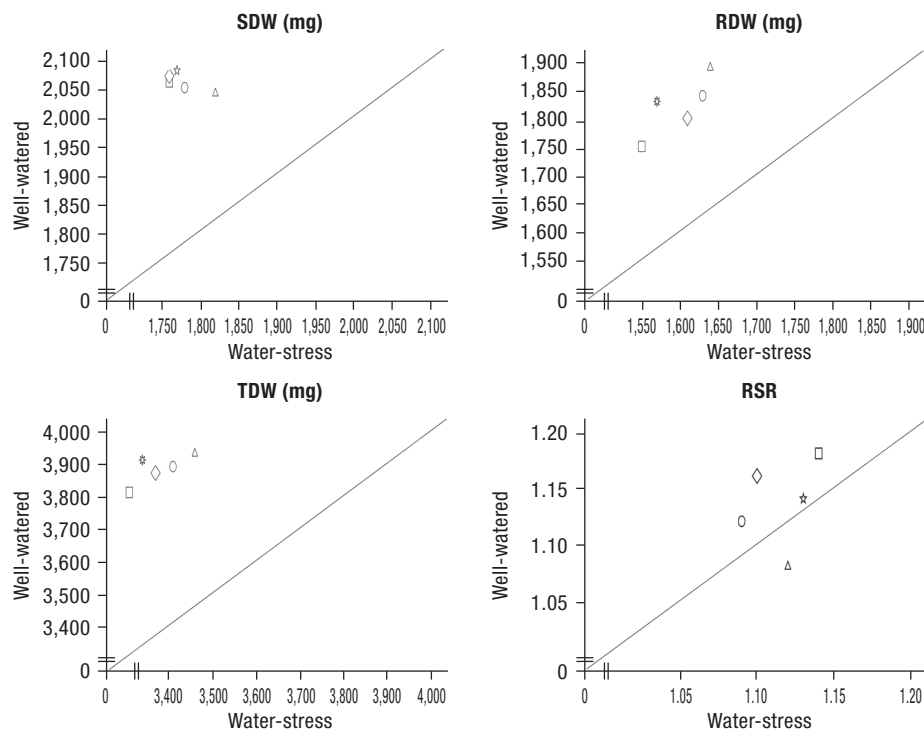 SDW (mg)
Well-watered
2,100
2,050
2,000
1,950
1,900
1,850
1,800
1,750
0
0 1,750 1,800 1,850 1,900 1,950 2,000 2,050 2,100
Water-stress
RDW (mg)
Well-watered
1,900
1,850
1,800
1,750
1,700
1,650
1,600
1,550
0
0 1,550 1,600 1,650 1,700 1,750 1,800 1,850 1,900
Water-stress
TDW (mg)
Well-watered
4,000
3,900
3,800
3,700
3,600
3,500
3,400
0
0 3,400 3,500 3,600 3,700 3,800 3,900 4,000
Water-stress
RSR
Well-watered
1.20
1.15
1.10
1.05
0
0 1.05 1.10 1.15 1.20
Water-stress